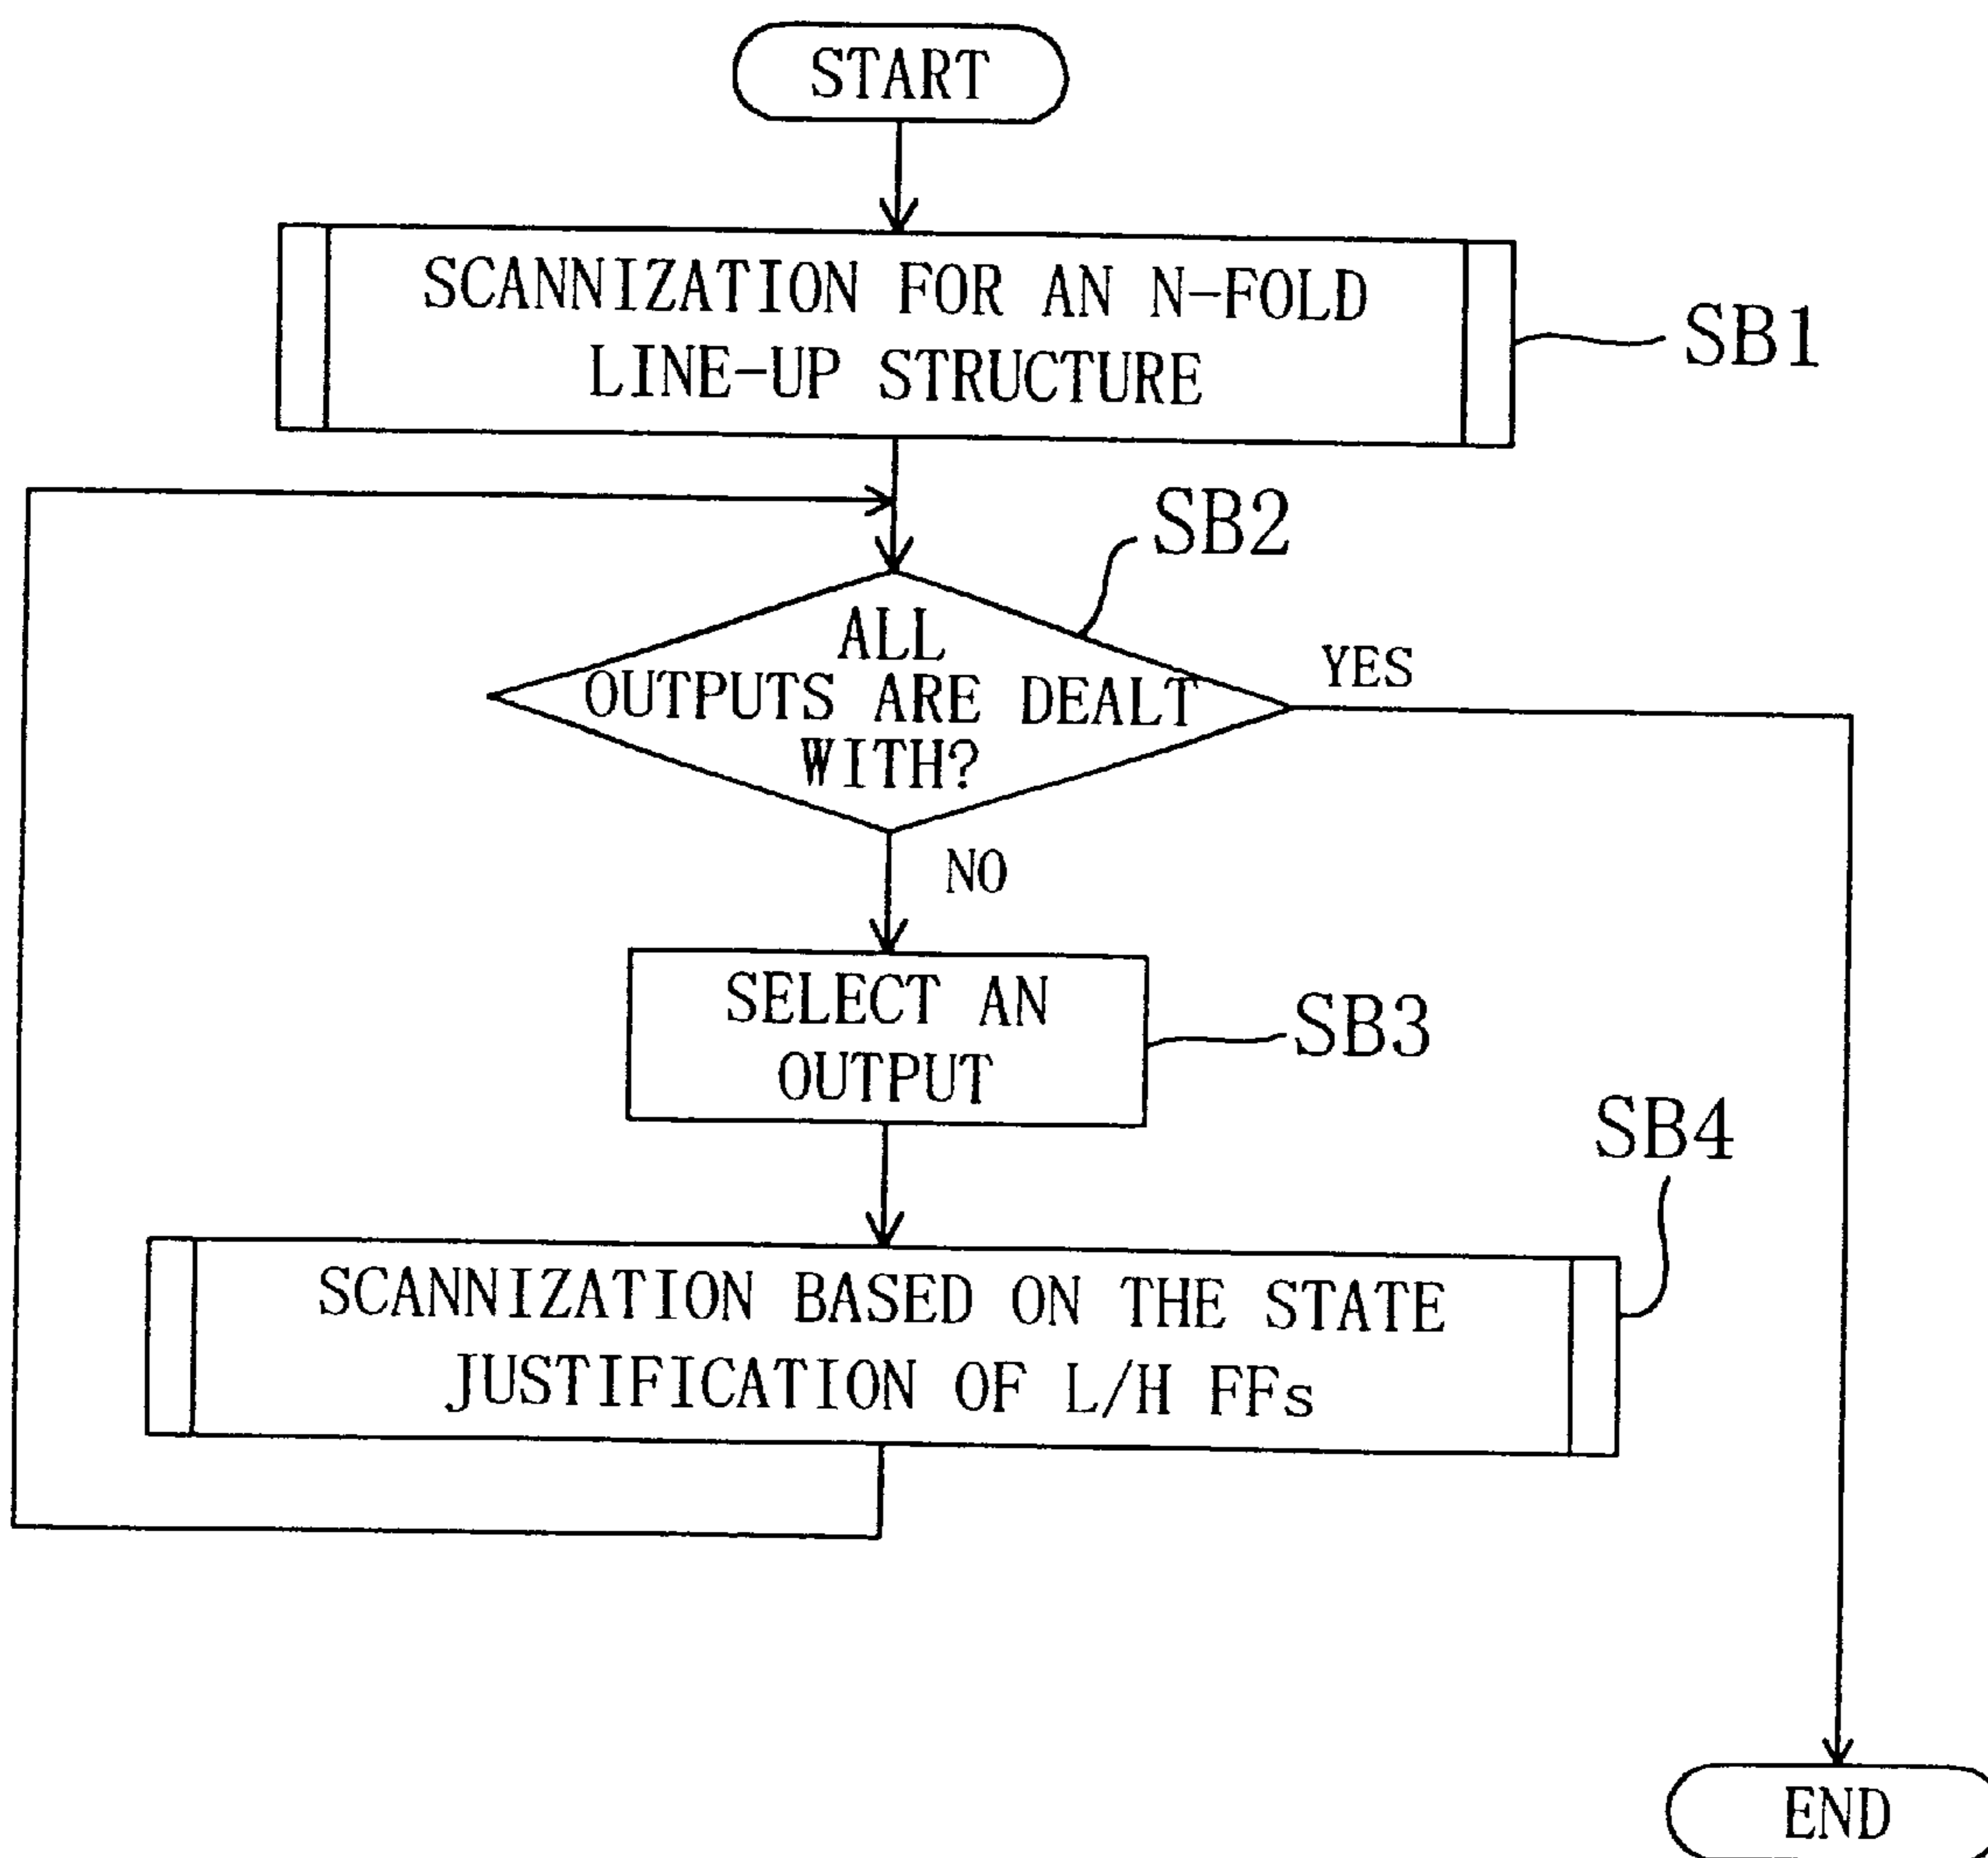 START
SCANNIZATION FOR AN N-FOLD
LINE-UP STRUCTURE
SB1
SB2
ALL
OUTPUTS ARE DEALT
WITH?
YES
NO
SELECT AN
OUTPUT
SB3
SB4
SCANNIZATION BASED ON THE STATE
JUSTIFICATION OF L/H FFs
END